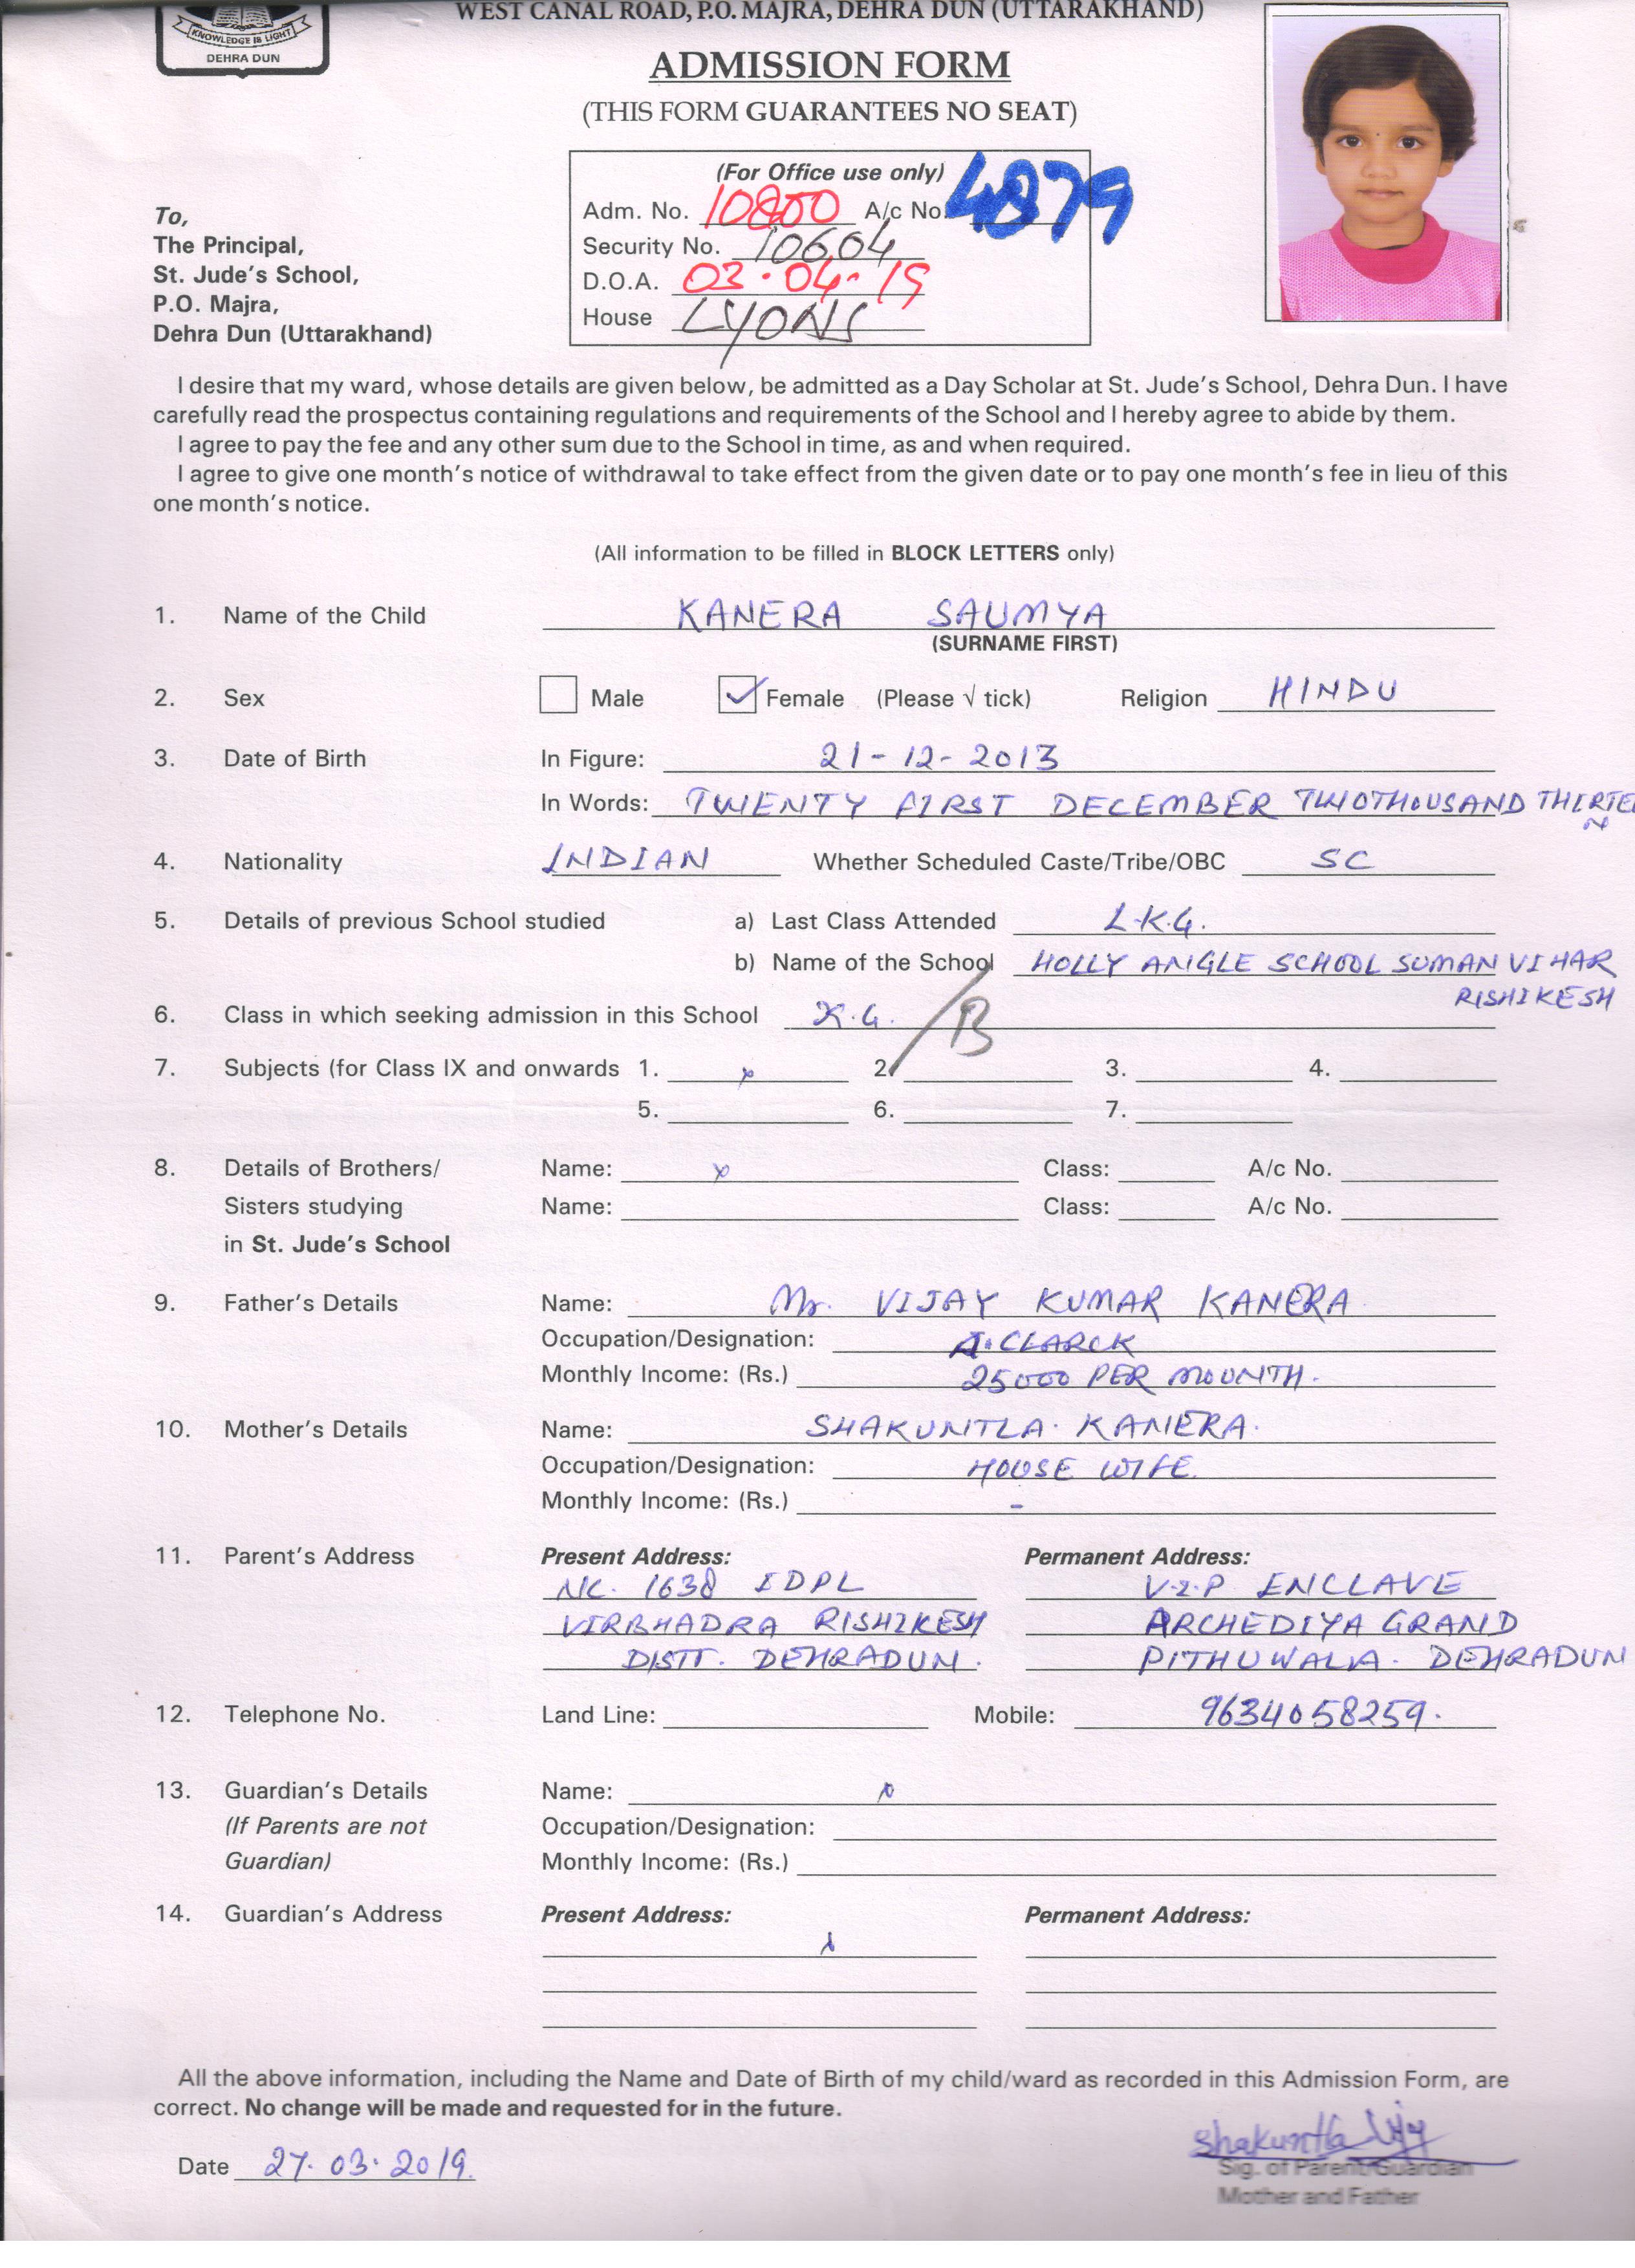 WEST CANAL ROAD, P.O. MAJRA, DEHRA DUN (UTTARAKHAND)
KNOWLEDGE IS LIGHT
DEHRA DUN
ADMISSION FORM
(THIS FORM GUARANTEES NO SEAT)
(For Office use only)
Adm. No. 10800 A/c No. 4879
Security No. 10604
D.O.A. 03-04-19
House LYONS
To,
The Principal,
St. Jude's School,
P.O. Majra,
Dehra Dun (Uttarakhand)
I desire that my ward, whose details are given below, be admitted as a Day Scholar at St. Jude's School, Dehra Dun. I have
carefully read the prospectus containing regulations and requirements of the School and I hereby agree to abide by them.
I agree to pay the fee and any other sum due to the School in time, as and when required.
I agree to give one month's notice of withdrawal to take effect from the given date or to pay one month's fee in lieu of this
one month's notice.
(All information to be filled in BLOCK LETTERS only)
1. Name of the Child KANERA SAUMYA
(SURNAME FIRST)
2. Sex Male ✓ Female (Please √ tick) Religion HINDU
3. Date of Birth In Figure: 21-12-2013
In Words: TWENTY FIRST DECEMBER TWOTHOUSAND THIRTEE
N
4. Nationality INDIAN Whether Scheduled Caste/Tribe/OBC SC
5. Details of previous School studied a) Last Class Attended L.K.G.
b) Name of the School HOLLY ANGLE SCHOOL SUMAN VIHAR
RISHIKESH
6. Class in which seeking admission in this School K.G. /B
7. Subjects (for Class IX and onwards 1. x 2. 3. 4.
5. 6. 7.
8. Details of Brothers/ Name: x Class: A/c No.
Sisters studying Name: Class: A/c No.
in St. Jude's School
9. Father's Details Name: Mr. VIJAY KUMAR KANERA
Occupation/Designation: CLARCK
Monthly Income: (Rs.) 25000 PER MOUNTH.
10. Mother's Details Name: SHAKUNTLA. KANERA.
Occupation/Designation: HOUSE WIFE
Monthly Income: (Rs.) -
11. Parent's Address Present Address: Permanent Address:
NC. 1638 IDPL V.I.P ENCLAVE
VIRBHADRA RISHIKESH ARCHEDIYA GRAND
DISTT. DEHRADUN. PITHUWALA. DEHRADUN
12. Telephone No. Land Line: Mobile: 9634058259.
13. Guardian's Details Name: x
(If Parents are not Occupation/Designation:
Guardian) Monthly Income: (Rs.)
14. Guardian's Address Present Address: Permanent Address:
x
All the above information, including the Name and Date of Birth of my child/ward as recorded in this Admission Form, are
correct. No change will be made and requested for in the future.
Date 27.03.2019. Shakuntla
Sig. of Parent/Guardian
Mother and Father